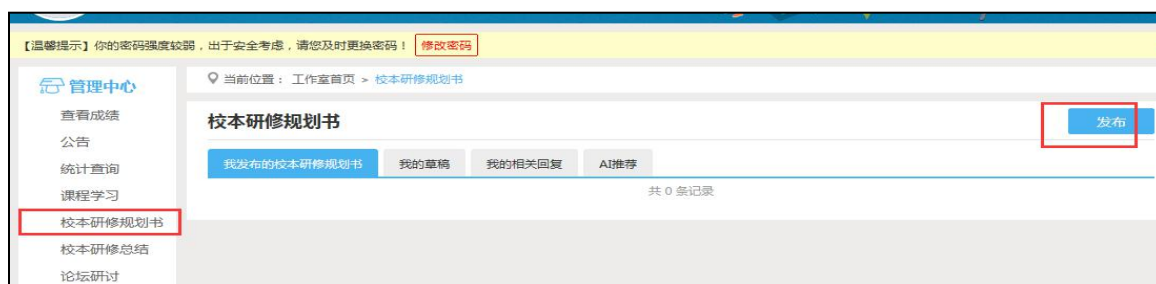 【温馨提示】你的密码强度较弱，出于安全考虑，请您及时更换密码！ 修改密码
管理中心
当前位置： 工作室首页 > 校本研修规划书
查看成绩
公告
统计查询
课程学习
校本研修规划书
校本研修总结
论坛研讨
校本研修规划书
发布
我发布的校本研修规划书 我的草稿 我的相关回复 AI推荐
共 0 条记录